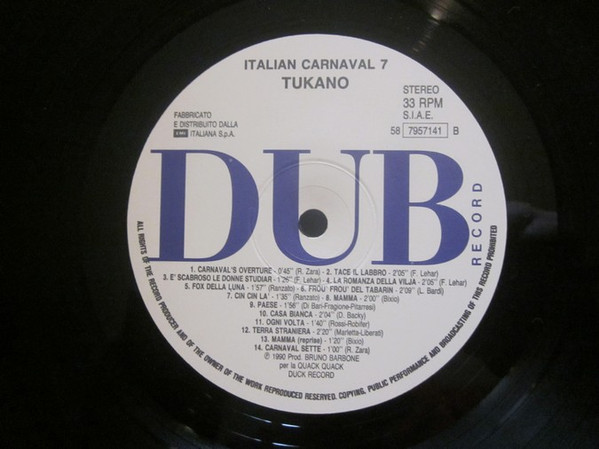 ITALIAN CARNAVAL 7
TUKANO
STEREO
33 RPM
S.I.A.E.
58 7957141 B
FABBRICATO
E DISTRIBUITO DALLA
EMI ITALIANA S.p.A.
DUB
RECORD
1. CARNAVAL'S OVERTURE - 0'45" (R. Zara) - 2. TACE IL LABBRO - 2'05" (F. Lehar)
3. E' SCABROSO LE DONNE STUDIAR - 1'26" (F. Lehar) - 4. LA ROMANZA DELLA VILJA - 2'05" (F. Lehar)
5. FOX DELLA LUNA - 1'57" (Ranzato) - 6. FROU' FROU' DEL TABARIN - 2'09" (L. Bardi)
7. CIN CIN LA' - 1'35" (Ranzato) - 8. MAMMA - 2'00" (Bixio)
9. PAESE - 1'56" (Di Bari-Fragione-Pitarresi)
10. CASA BIANCA - 2'04" (D. Backy)
11. OGNI VOLTA - 1'40" (Rossi-Robifer)
12. TERRA STRANIERA - 2'20" (Marletta-Liberati)
13. MAMMA (reprise) - 1'20" (Bixio)
14. CARNAVAL SETTE - 1'00" (R. Zara)
℗ 1990 Prod. BRUNO BARBONE
per la QUACK QUACK
DUCK RECORD
ALL RIGHTS OF THE RECORD PRODUCER AND OF THE OWNER OF THE WORK REPRODUCED RESERVED. COPYING, PUBLIC PERFORMANCE AND BROADCASTING OF THIS RECORD PROHIBITED